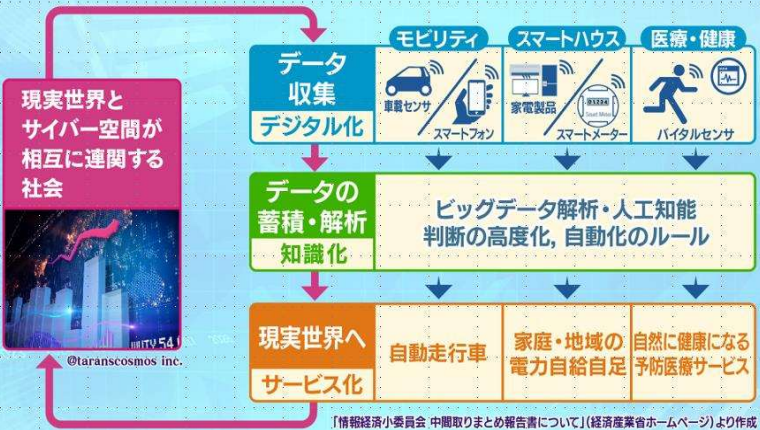 現実世界と
サイバー空間が
相互に連関する
社会
@taranscosmos inc.
データ
収集
デジタル化
モビリティ
車載センサ
スマートフォン
スマートハウス
家電製品
スマートメーター
医療・健康
バイタルセンサ
データの
蓄積・解析
知識化
ビッグデータ解析・人工知能
判断の高度化, 自動化のルール
現実世界へ
サービス化
自動走行車
家庭・地域の
電力自給自足
自然に健康になる
予防医療サービス
「情報経済小委員会 中間取りまとめ報告書について」(経済産業省ホームページ)より作成